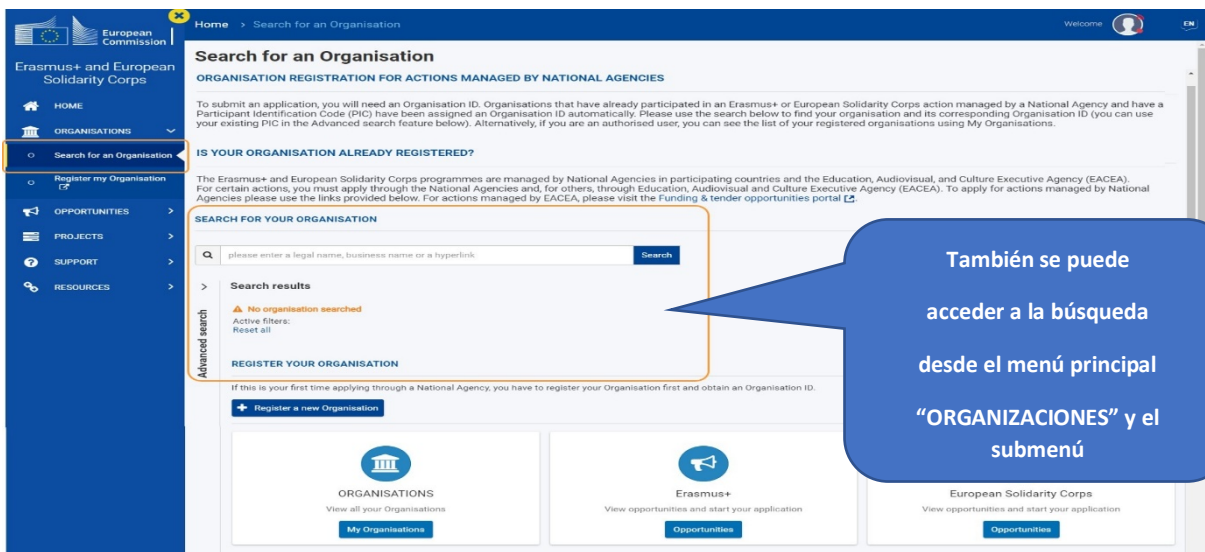 European
Commission
Erasmus+ and European
Solidarity Corps
HOME
ORGANISATIONS
Search for an Organisation
Register my Organisation
OPPORTUNITIES
PROJECTS
SUPPORT
RESOURCES
Home > Search for an Organisation
Welcome
EN
Search for an Organisation
ORGANISATION REGISTRATION FOR ACTIONS MANAGED BY NATIONAL AGENCIES
To submit an application, you will need an Organisation ID. Organisations that have already participated in an Erasmus+ or European Solidarity Corps action managed by a National Agency and have a
Participant Identification Code (PIC) have been assigned an Organisation ID automatically. Please use the search below to find your organisation and its corresponding Organisation ID (you can use
your existing PIC in the Advanced search feature below). Alternatively, if you are an authorised user, you can see the list of your registered organisations using My Organisations.
IS YOUR ORGANISATION ALREADY REGISTERED?
The Erasmus+ and European Solidarity Corps programmes are managed by National Agencies in participating countries and the Education, Audiovisual, and Culture Executive Agency (EACEA).
For certain actions, you must apply through the National Agencies and, for others, through Education, Audiovisual and Culture Executive Agency (EACEA). To apply for actions managed by National
Agencies please use the links provided below. For actions managed by EACEA, please visit the Funding & tender opportunities portal.
SEARCH FOR YOUR ORGANISATION
please enter a legal name, business name or a hyperlink
Search
Advanced search
Search results
No organisation searched
Active filters:
Reset all
REGISTER YOUR ORGANISATION
If this is your first time applying through a National Agency, you have to register your Organisation first and obtain an Organisation ID.
+ Register a new Organisation
ORGANISATIONS
View all your Organisations
My Organisations
Erasmus+
View opportunities and start your application
Opportunities
European Solidarity Corps
View opportunities and start your application
Opportunities
También se puede
acceder a la búsqueda
desde el menú principal
“ORGANIZACIONES” y el
submenú